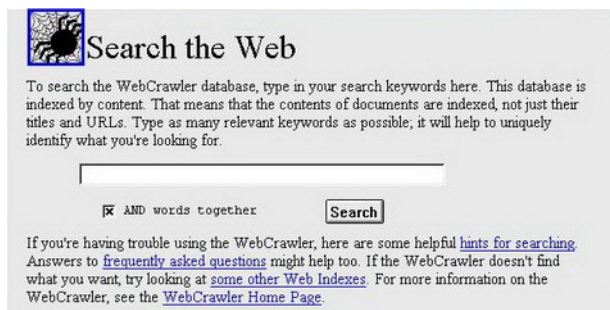 Search the Web
To search the WebCrawler database, type in your search keywords here. This database is
indexed by content. That means that the contents of documents are indexed, not just their
titles and URLs. Type as many relevant keywords as possible; it will help to uniquely
identify what you're looking for.
AND words together Search
If you're having trouble using the WebCrawler, here are some helpful hints for searching.
Answers to frequently asked questions might help too. If the WebCrawler doesn't find
what you want, try looking at some other Web Indexes. For more information on the
WebCrawler, see the WebCrawler Home Page.